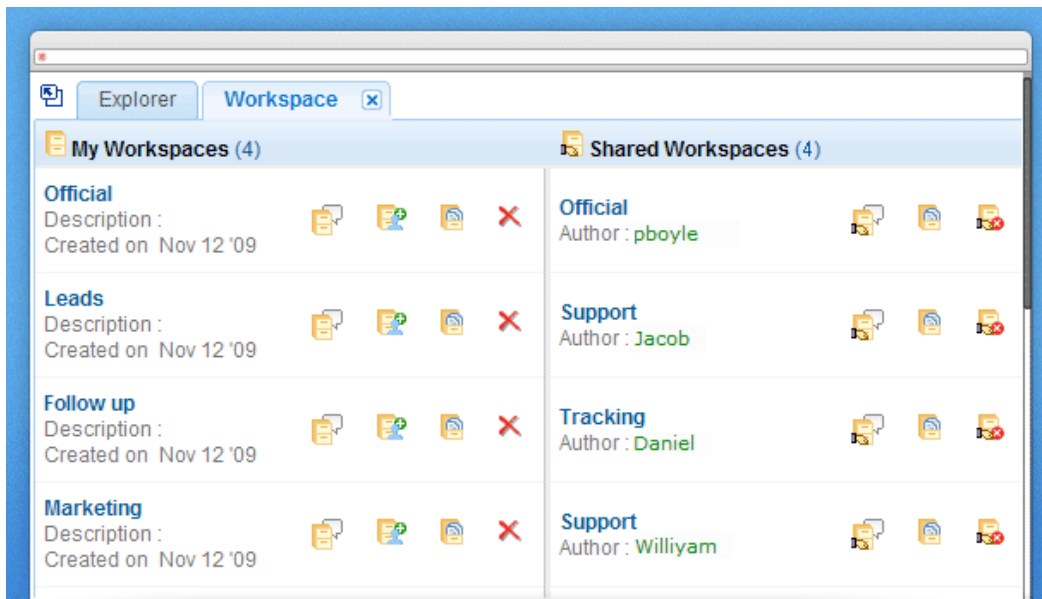 Explorer
Workspace
My Workspaces (4)
Official
Description :
Created on Nov 12 '09
Leads
Description :
Created on Nov 12 '09
Follow up
Description :
Created on Nov 12 '09
Marketing
Description :
Created on Nov 12 '09
Shared Workspaces (4)
Official
Author : pboyle
Support
Author : Jacob
Tracking
Author : Daniel
Support
Author : Williyam